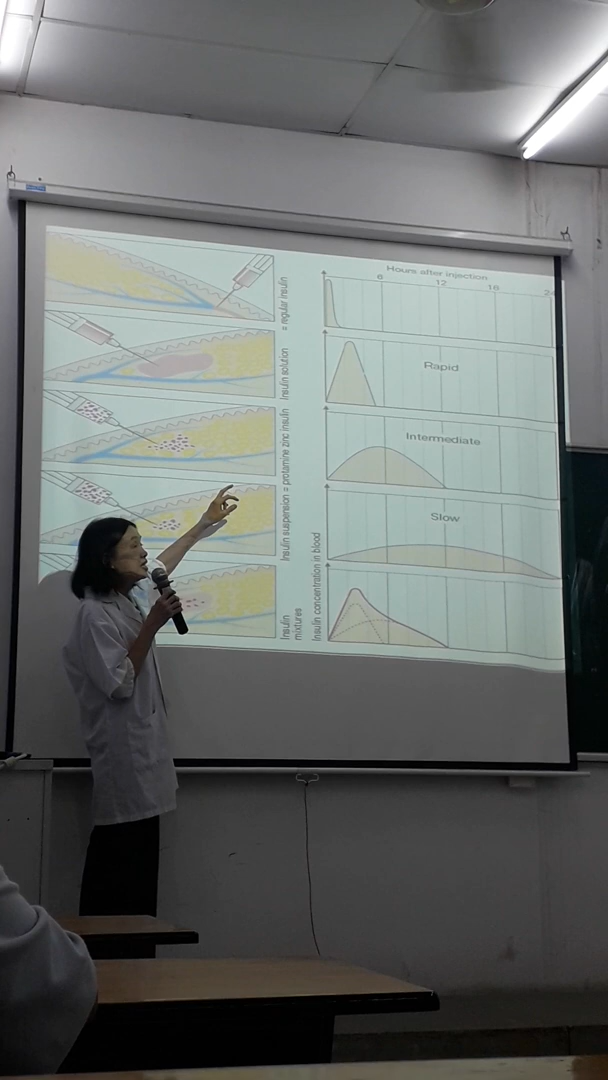 Hours after injection
6 12 18 24
Rapid
Intermediate
Slow
= regular insulin
Insulin solution
Insulin suspension = protamine zinc insulin
Insulin
mixtures
Insulin concentration in blood